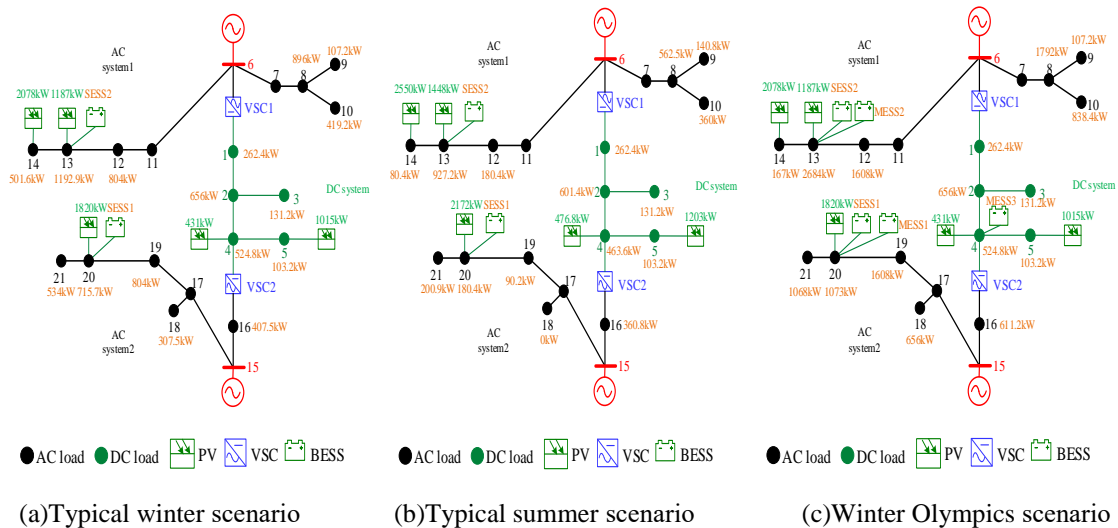 AC
system1
6
7
8
9
10
896kW
107.2kW
419.2kW
VSC1
2078kW 1187kW SESS2
14
13
12
11
501.6kW
1192.9kW
804kW
1
262.4kW
2
656kW
3
131.2kW
DC system
431kW
4
524.8kW
5
103.2kW
1015kW
1820kW SESS1
21
20
19
17
18
534kW 715.7kW
804kW
307.5kW
VSC2
16
407.5kW
AC
system2
15
AC load DC load PV VSC BESS
(a)Typical winter scenario
AC
system1
6
7
8
9
10
562.5kW
140.8kW
360kW
VSC1
2550kW 1448kW SESS2
14
13
12
11
80.4kW
927.2kW
180.4kW
1
262.4kW
2
601.4kW
3
131.2kW
DC system
476.8kW
4
463.6kW
5
103.2kW
1203kW
2172kW SESS1
21
20
19
17
18
200.9kW 180.4kW
90.2kW
0kW
VSC2
16
360.8kW
AC
system2
15
AC load DC load PV VSC BESS
(b)Typical summer scenario
AC
system1
6
7
8
9
10
1792kW
107.2kW
838.4kW
VSC1
2078kW 1187kW SESS2
MESS2
14
13
12
11
167kW
2684kW
1608kW
1
262.4kW
2
656kW
3
131.2kW
DC system
MESS3
431kW
4
524.8kW
5
103.2kW
1015kW
1820kW SESS1
MESS1
21
20
19
17
18
1068kW 1073kW
1608kW
656kW
VSC2
16
611.2kW
AC
system2
15
AC load DC load PV VSC BESS
(c)Winter Olympics scenario